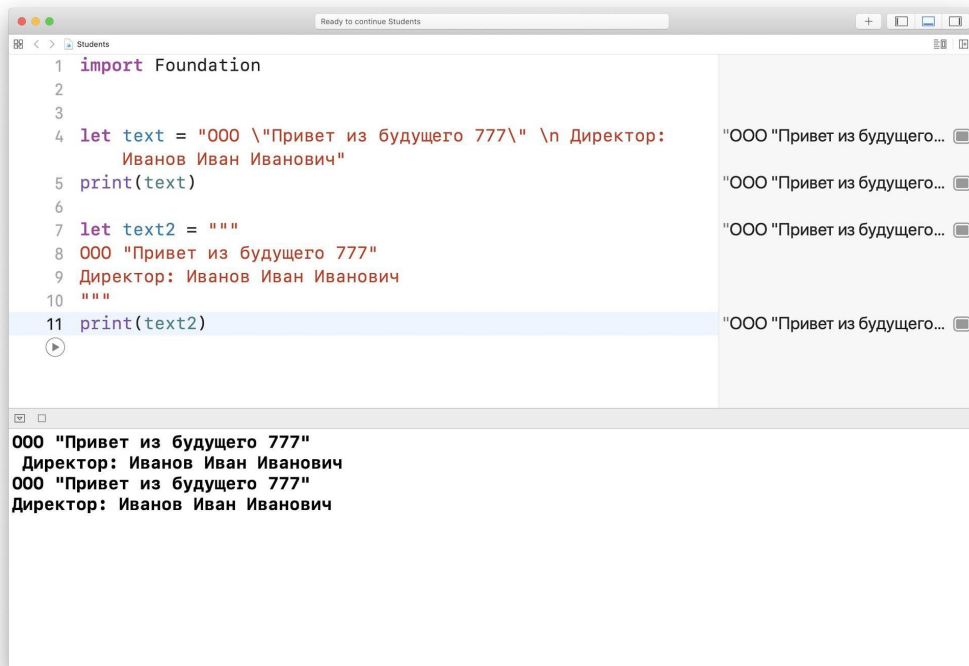 Ready to continue Students
Students
1 import Foundation
2
3
4 let text = "ООО \"Привет из будущего 777\" \n Директор:
Иванов Иван Иванович"
"ООО "Привет из будущего...
5 print(text)
"ООО "Привет из будущего...
6
7 let text2 = """
"ООО "Привет из будущего...
8 ООО "Привет из будущего 777"
9 Директор: Иванов Иван Иванович
10 """
11 print(text2)
"ООО "Привет из будущего...
ООО "Привет из будущего 777"
Директор: Иванов Иван Иванович
ООО "Привет из будущего 777"
Директор: Иванов Иван Иванович